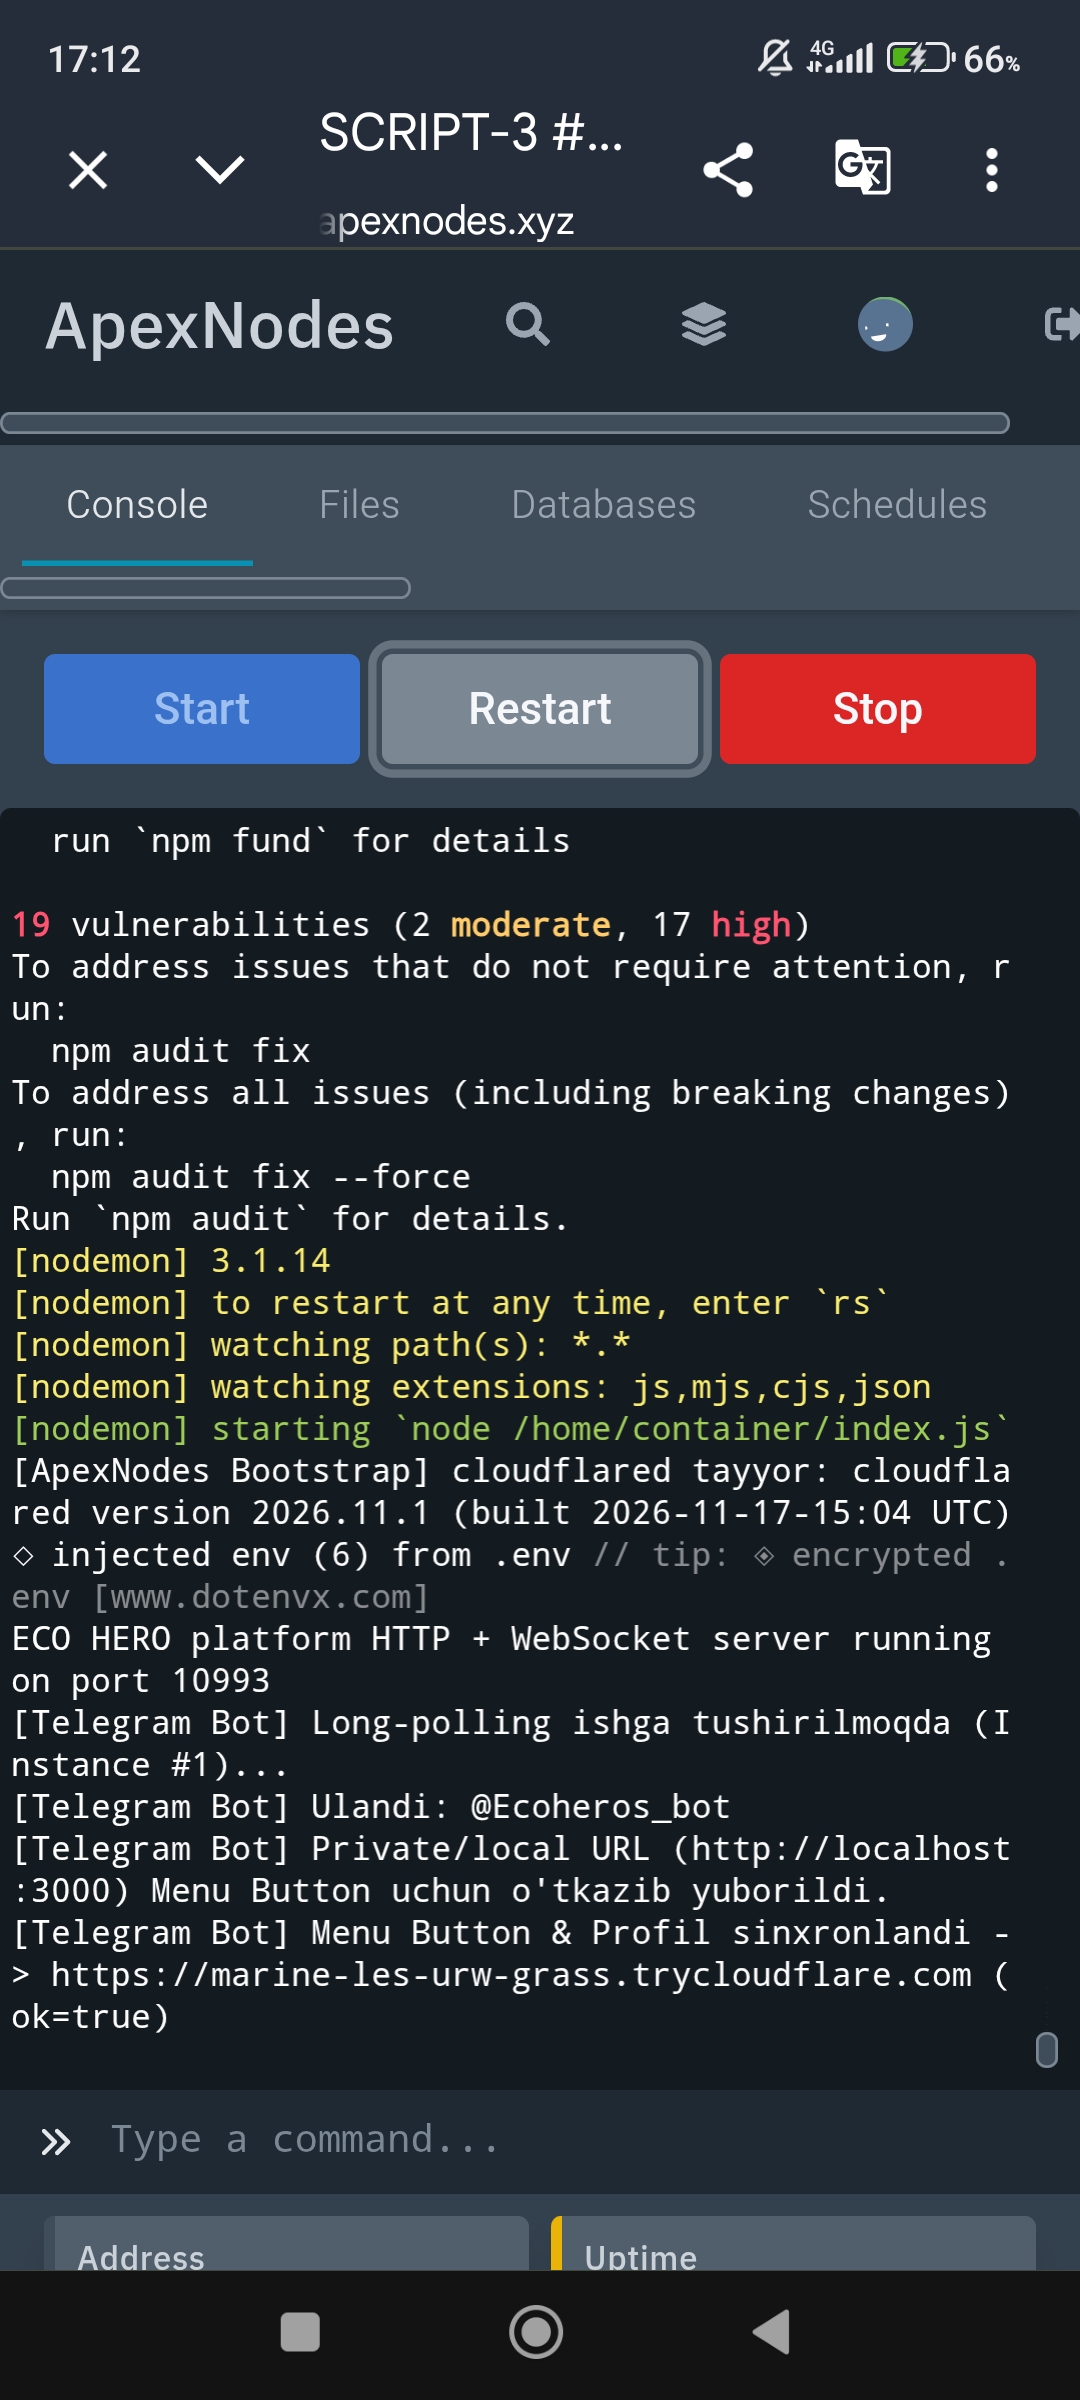 17:12
4G
66%
SCRIPT-3 #...
apexnodes.xyz
ApexNodes
Console Files Databases Schedules
Start Restart Stop
run `npm fund` for details
19 vulnerabilities (2 moderate, 17 high)
To address issues that do not require attention, r
un:
npm audit fix
To address all issues (including breaking changes)
, run:
npm audit fix --force
Run `npm audit` for details.
[nodemon] 3.1.14
[nodemon] to restart at any time, enter `rs`
[nodemon] watching path(s): *.*
[nodemon] watching extensions: js,mjs,cjs,json
[nodemon] starting `node /home/container/index.js`
[ApexNodes Bootstrap] cloudflared tayyor: cloudfla
red version 2026.11.1 (built 2026-11-17-15:04 UTC)
◇ injected env (6) from .env // tip: ◈ encrypted .
env [www.dotenvx.com]
ECO HERO platform HTTP + WebSocket server running
on port 10993
[Telegram Bot] Long-polling ishga tushirilmoqda (I
nstance #1)...
[Telegram Bot] Ulandi: @Ecoheros_bot
[Telegram Bot] Private/local URL (http://localhost
:3000) Menu Button uchun o'tkazib yuborildi.
[Telegram Bot] Menu Button & Profil sinxronlandi -
> https://marine-les-urw-grass.trycloudflare.com (
ok=true)
Type a command...
Address Uptime